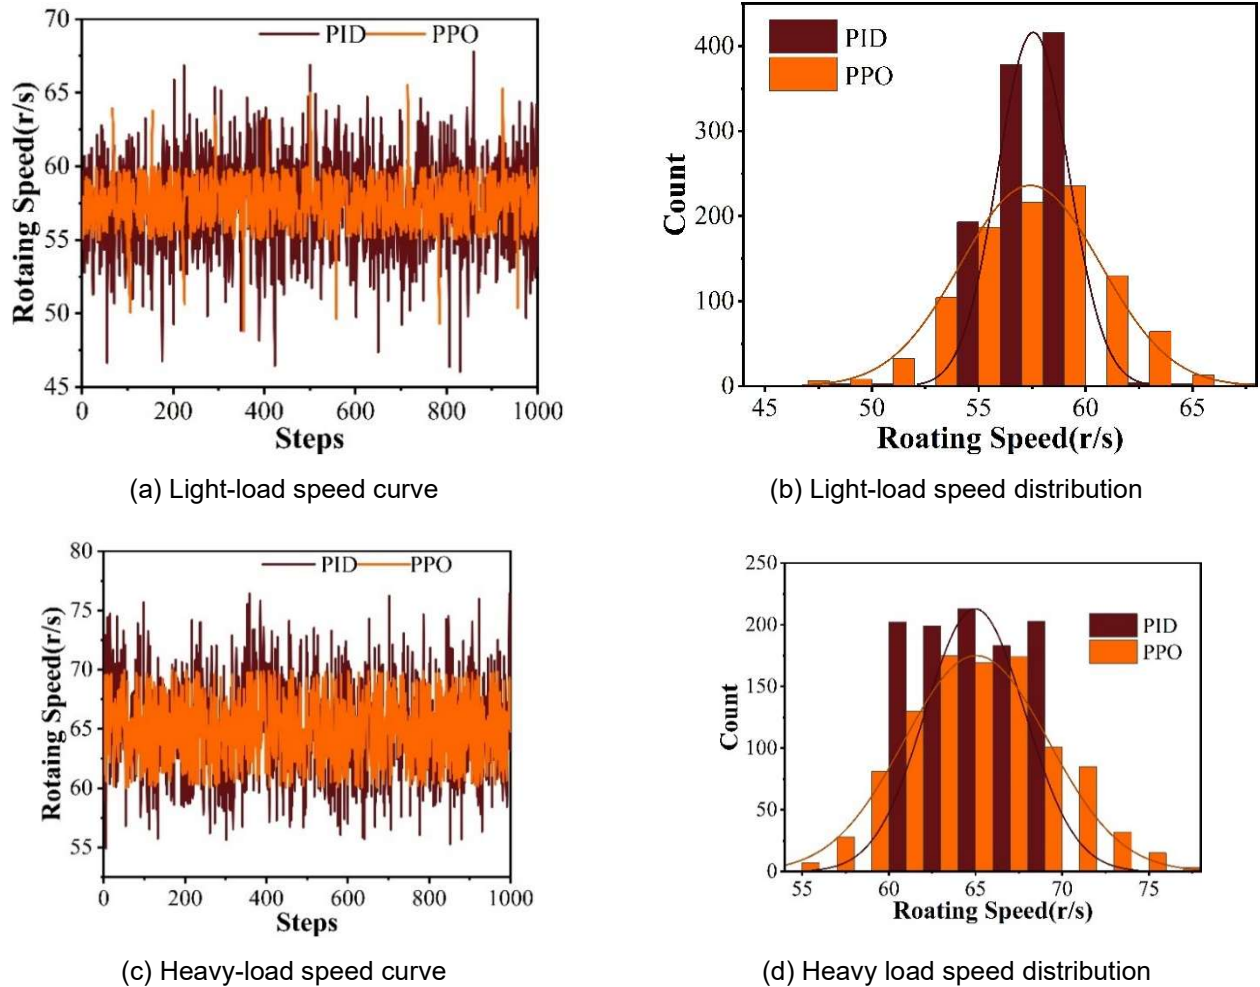 70
65
60
55
50
45
Rotaing Speed(r/s)
PID PPO
0 200 400 600 800 1000
Steps
(a) Light-load speed curve
400
300
200
100
0
Count
PID
PPO
45 50 55 60 65
Roating Speed(r/s)
(b) Light-load speed distribution
80
75
70
65
60
55
Rotaing Speed(r/s)
PID PPO
0 200 400 600 800 1000
Steps
(c) Heavy-load speed curve
250
200
150
100
50
0
Count
PID
PPO
55 60 65 70 75
Roating Speed(r/s)
(d) Heavy load speed distribution